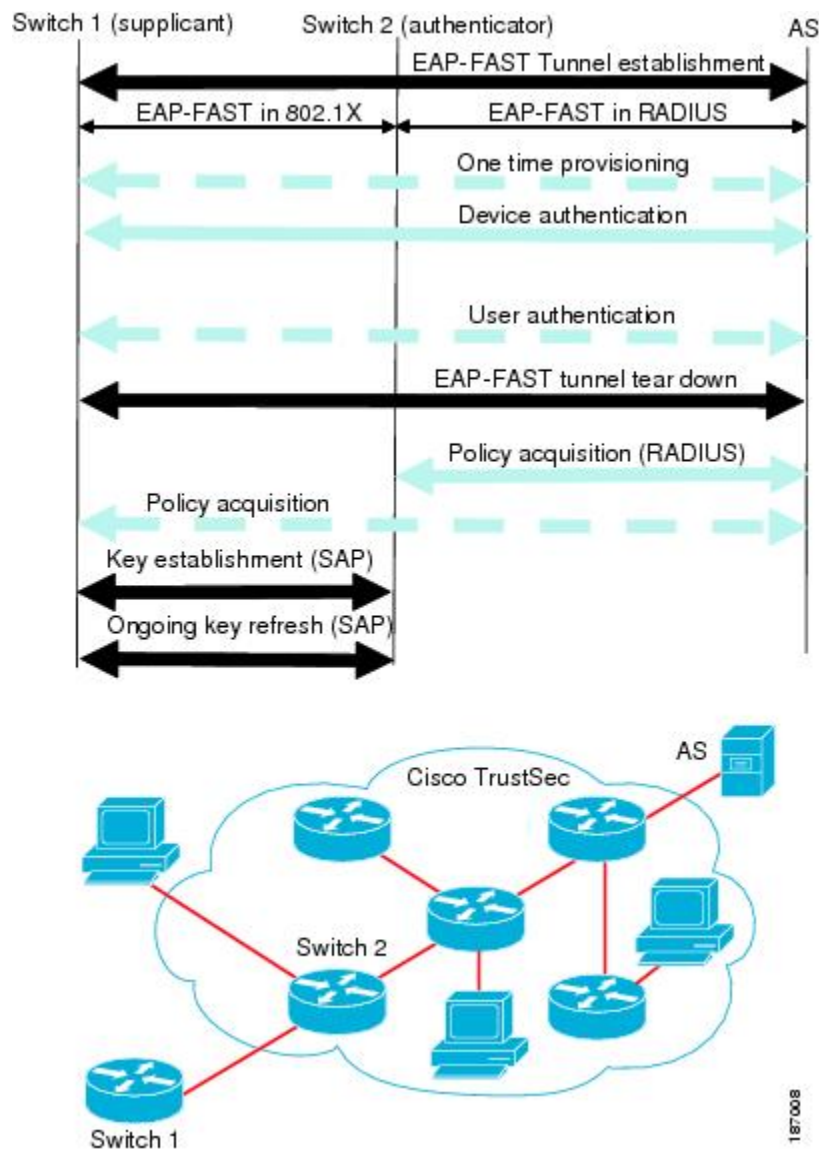 Switch 1 (supplicant) Switch 2 (authenticator) AS
EAP-FAST Tunnel establishment
EAP-FAST in 802.1X EAP-FAST in RADIUS
One time provisioning
Device authentication
User authentication
EAP-FAST tunnel tear down
Policy acquisition (RADIUS)
Policy acquisition
Key establishment (SAP)
Ongoing key refresh (SAP)
AS
Cisco TrustSec
Switch 2
Switch 1
187008